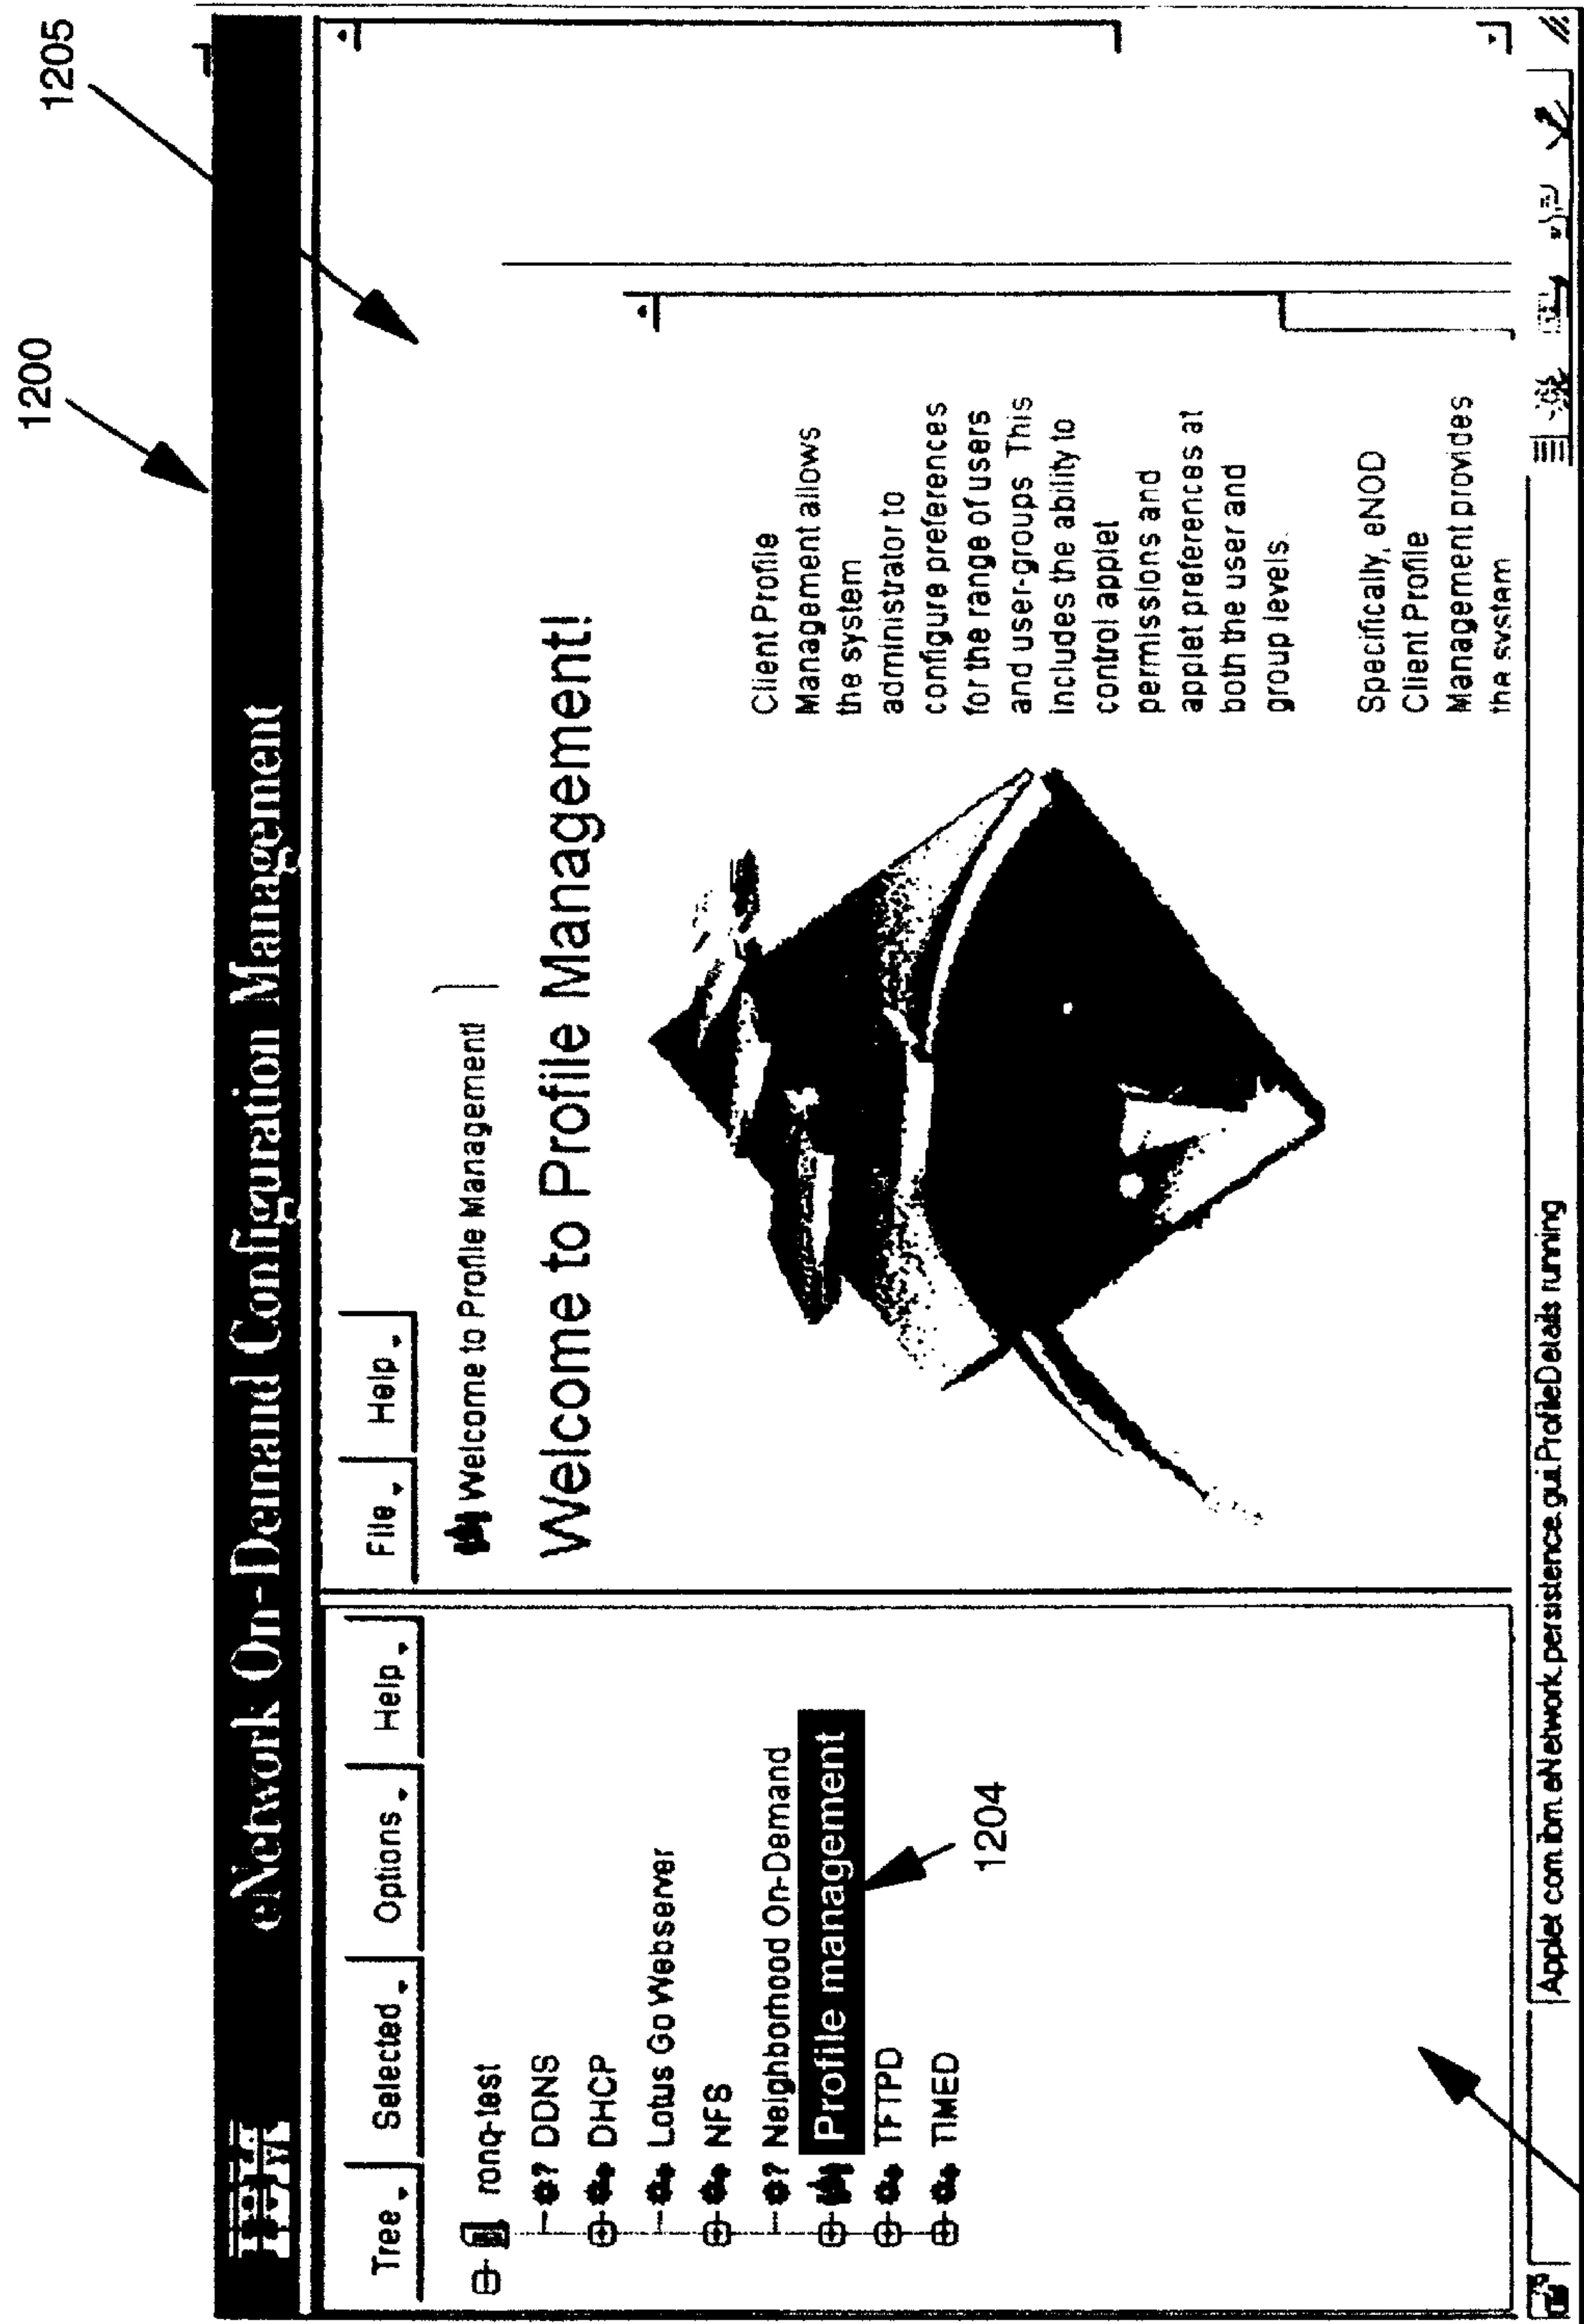 1200
1205
IBM
eNetwork On-Demand Configuration Management
Tree Selected Options Help
File Help
ronq-test
DDNS
DHCP
Lotus Go Webserver
NFS
Neighborhood On-Demand
Profile management
TFTPD
TIMED
1204
Welcome to Profile Management!
Welcome to Profile Management!
Client Profile
Management allows
the system
administrator to
configure preferences
for the range of users
and user-groups This
includes the ability to
control applet
permissions and
applet preferences at
both the user and
group levels.
Specifically, eNOD
Client Profile
Management provides
the system
Applet com.ibm.eNetwork.persistence.gui.ProfileDetails running